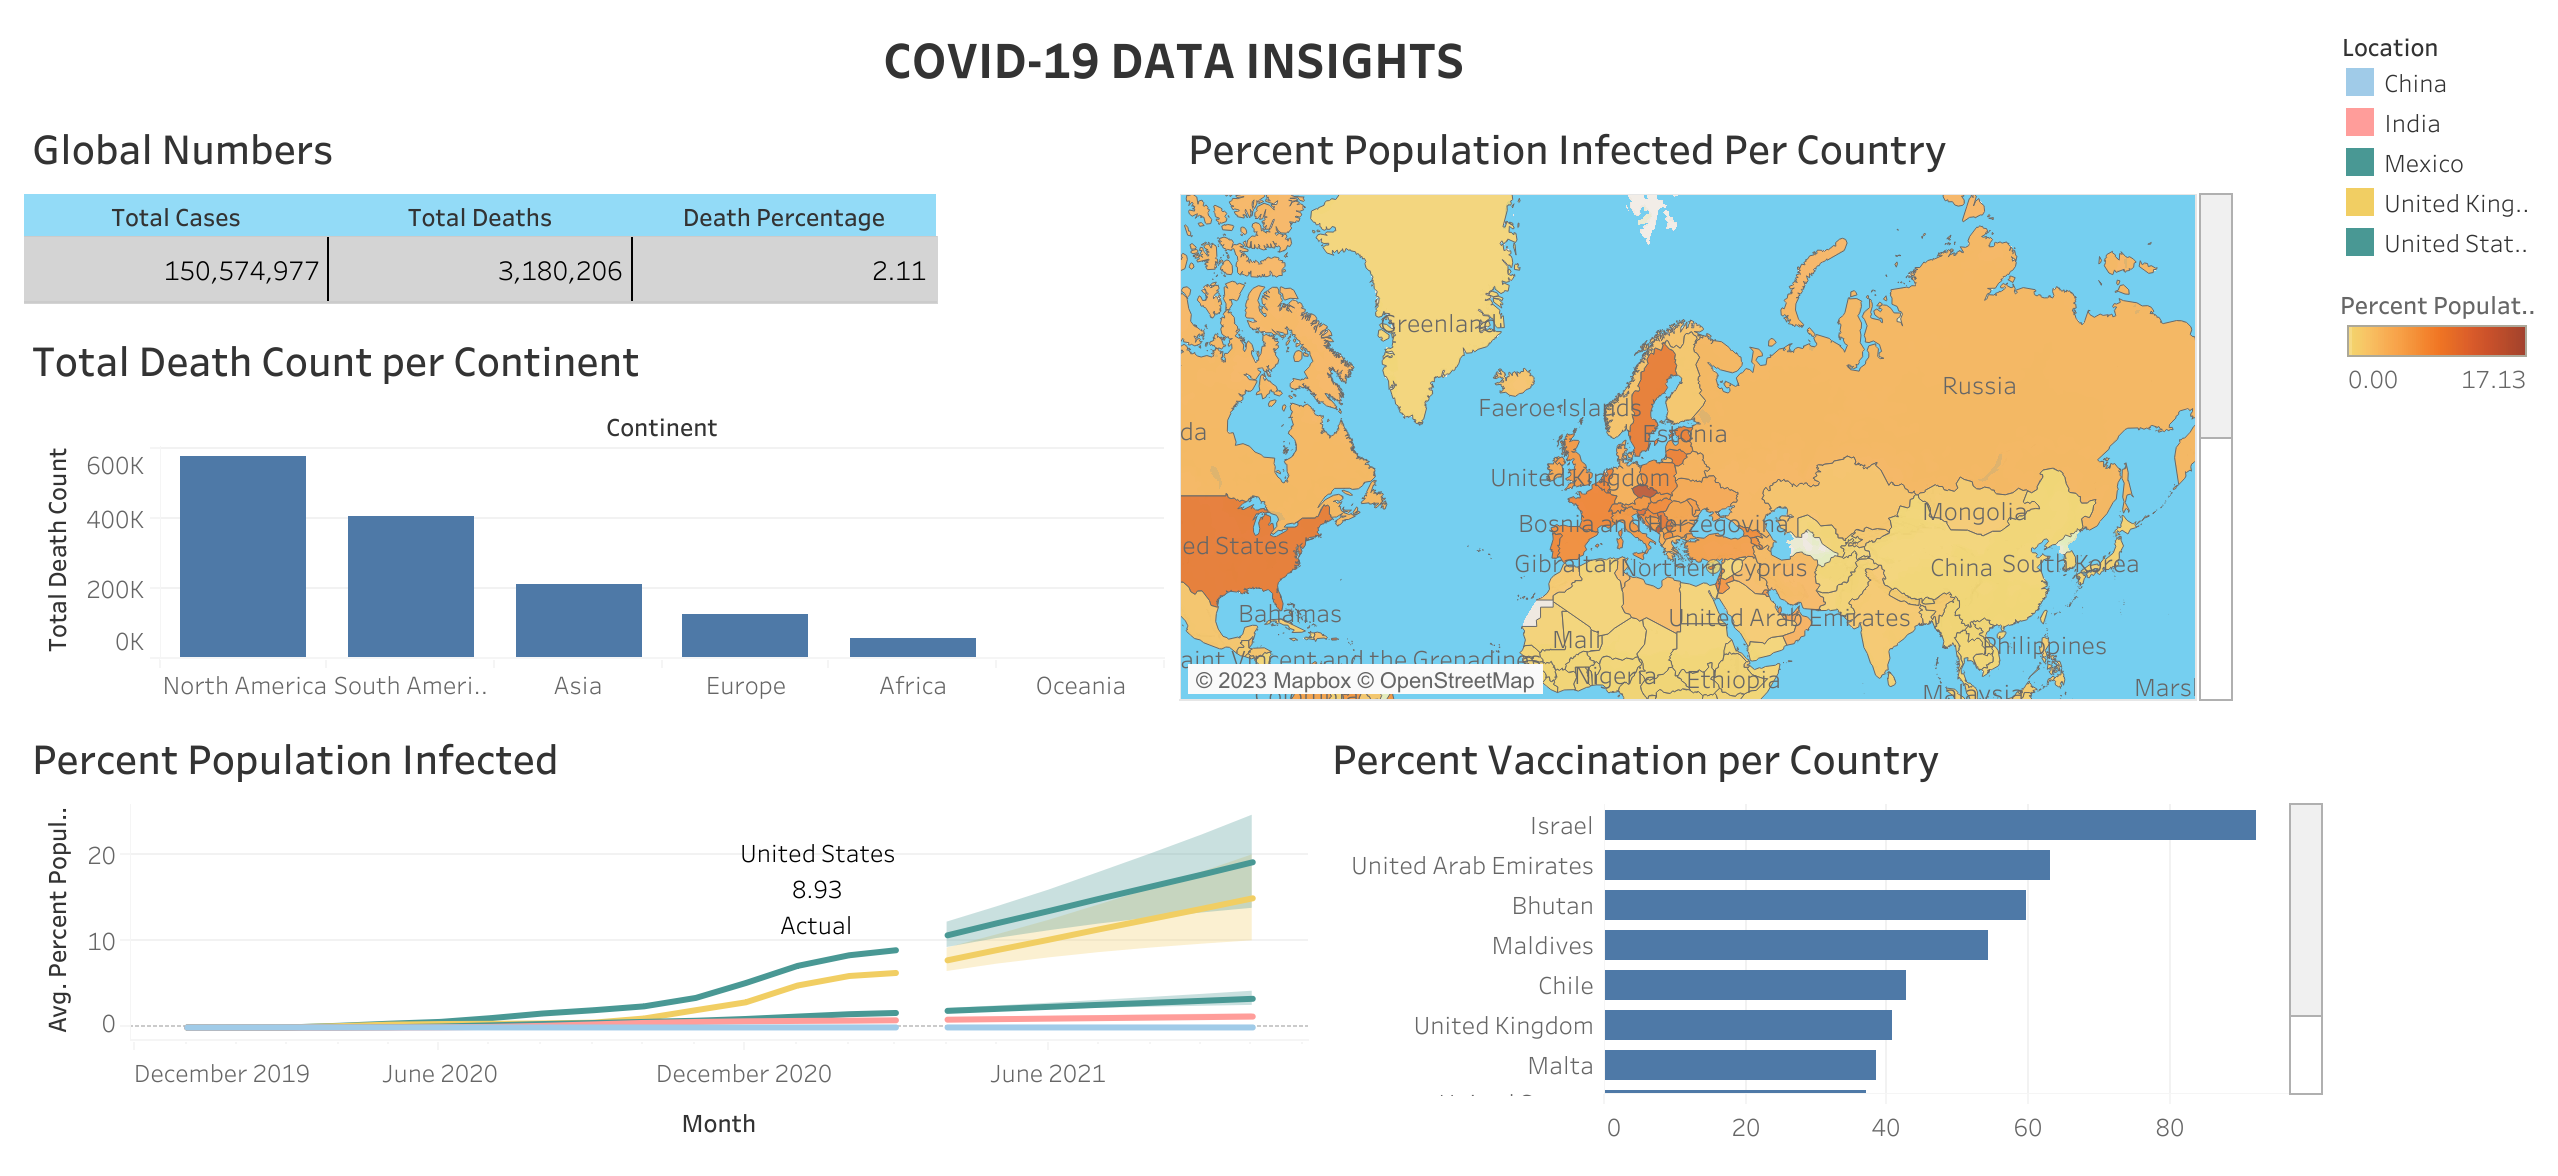 COVID-19 DATA INSIGHTS
Location
China
India
Mexico
United King..
United Stat..
Percent Populat..
0.00 17.13
Global Numbers
Total Cases Total Deaths Death Percentage
150,574,977 3,180,206 2.11
Total Death Count per Continent
Continent
Total Death Count
600K
400K
200K
0K
North America South Ameri.. Asia Europe Africa Oceania
Percent Population Infected Per Country
Greenland
Russia
Faeroe Islands
da
Estonia
United Kingdom
Mongolia
Bosnia and Herzegovina
ed States
Gibraltar
Northern Cyprus
China
South Korea
Bahamas
United Arab Emirates
Mali
Philippines
aint Vincent and the Grenadines
Nigeria
Ethiopia
Malaysia
Mars
© 2023 Mapbox © OpenStreetMap
Percent Population Infected
Avg. Percent Popul..
20
10
0
United States
8.93
Actual
December 2019 June 2020 December 2020 June 2021
Month
Percent Vaccination per Country
Israel
United Arab Emirates
Bhutan
Maldives
Chile
United Kingdom
Malta
0 20 40 60 80